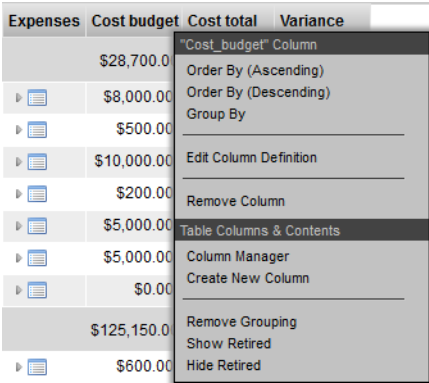 Expenses Cost budget Cost total Variance
"Cost_budget" Column
$28,700.0
Order By (Ascending)
$8,000.00
Order By (Descending)
Group By
$500.00
$10,000.00
Edit Column Definition
$200.00
Remove Column
$5,000.00
Table Columns & Contents
$5,000.00
Column Manager
Create New Column
$0.00
Remove Grouping
$125,150.0
Show Retired
$600.00
Hide Retired